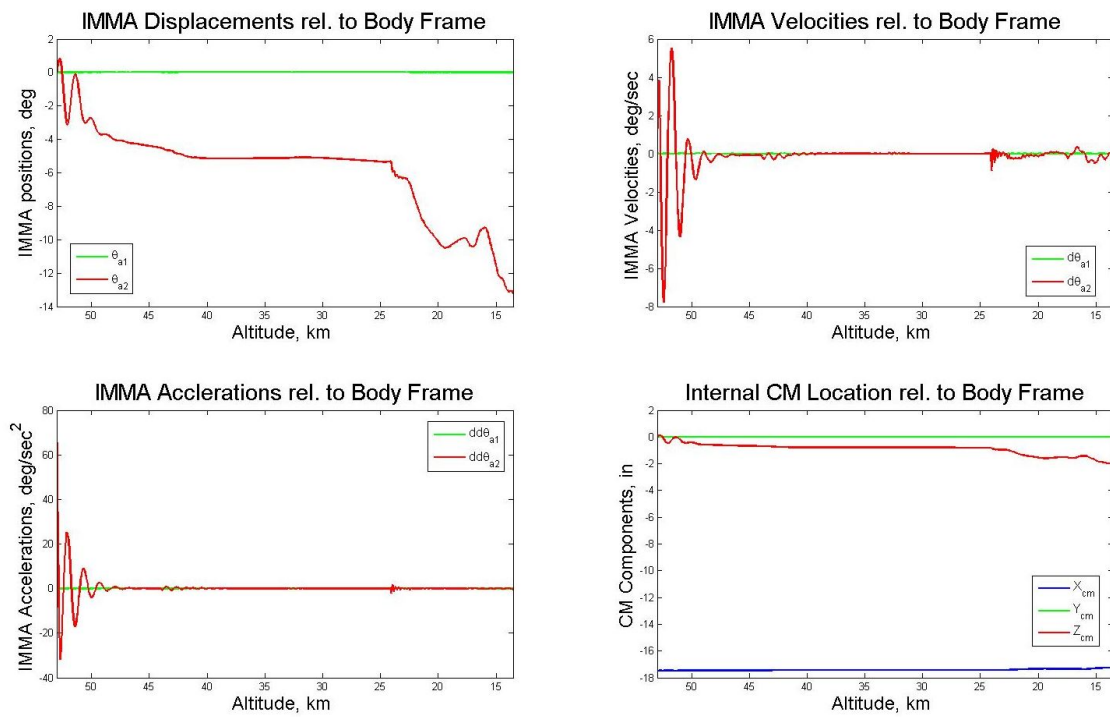 IMMA Displacements rel. to Body Frame
IMMA positions, deg
2
0
-2
-4
-6
-8
-10
-12
-14
θa1
θa2
50 45 40 35 30 25 20 15
Altitude, km
IMMA Velocities rel. to Body Frame
IMMA Velocities, deg/sec
6
4
2
0
-2
-4
-6
-8
dθa1
dθa2
50 45 40 35 30 25 20 15
Altitude, km
IMMA Acclerations rel. to Body Frame
IMMA Accelerations, deg/sec²
80
60
40
20
0
-20
-40
ddθa1
ddθa2
50 45 40 35 30 25 20 15
Altitude, km
Internal CM Location rel. to Body Frame
CM Components, in
2
0
-2
-4
-6
-8
-10
-12
-14
-16
-18
Xcm
Ycm
Zcm
50 45 40 35 30 25 20 15
Altitude, km